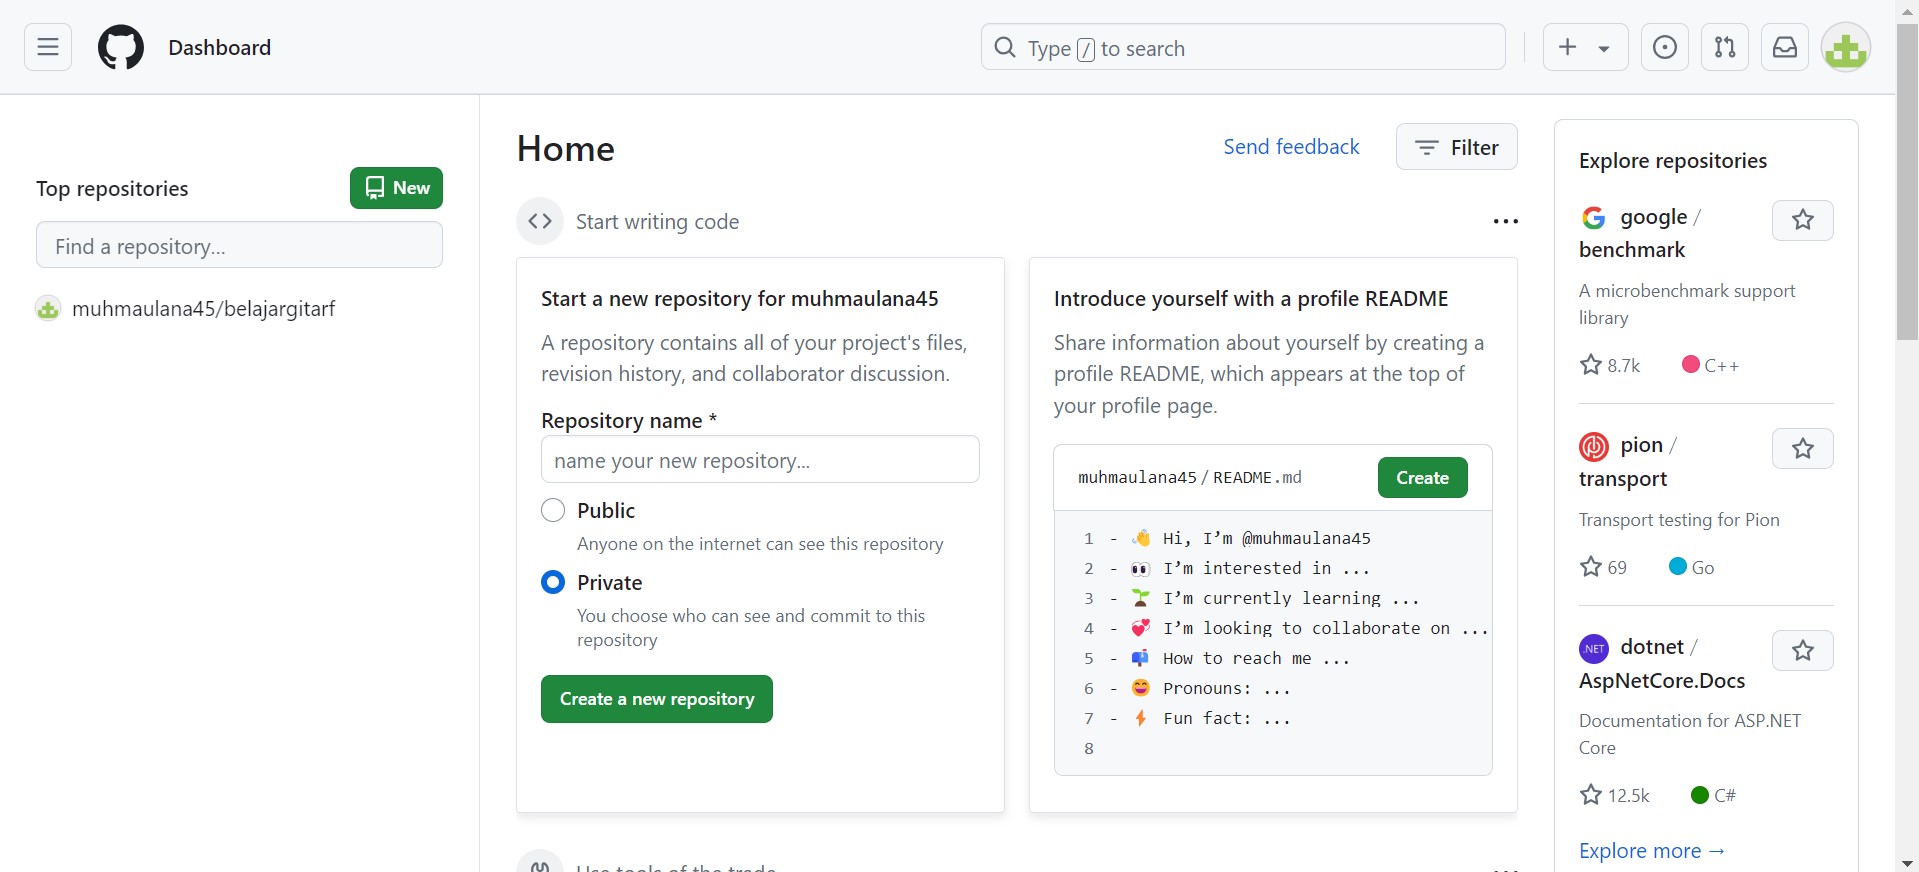 Dashboard
Type / to search
Top repositories
New
Find a repository...
muhmaulana45/belajargitarf
Home
Send feedback
Filter
Start writing code
Start a new repository for muhmaulana45
A repository contains all of your project's files,
revision history, and collaborator discussion.
Repository name *
name your new repository...
Public
Anyone on the internet can see this repository
Private
You choose who can see and commit to this
repository
Create a new repository
Introduce yourself with a profile README
Share information about yourself by creating a
profile README, which appears at the top of
your profile page.
muhmaulana45 / README.md
Create
1 - 👋 Hi, I’m @muhmaulana45
2 - 👀 I’m interested in ...
3 - 🌱 I’m currently learning ...
4 - 💞️ I’m looking to collaborate on ...
5 - 📫 How to reach me ...
6 - 😄 Pronouns: ...
7 - ⚡ Fun fact: ...
8
Use tools of the trade
Explore repositories
google /
benchmark
A microbenchmark support
library
8.7k C++
pion /
transport
Transport testing for Pion
69 Go
.NET
dotnet /
AspNetCore.Docs
Documentation for ASP.NET
Core
12.5k C#
Explore more →